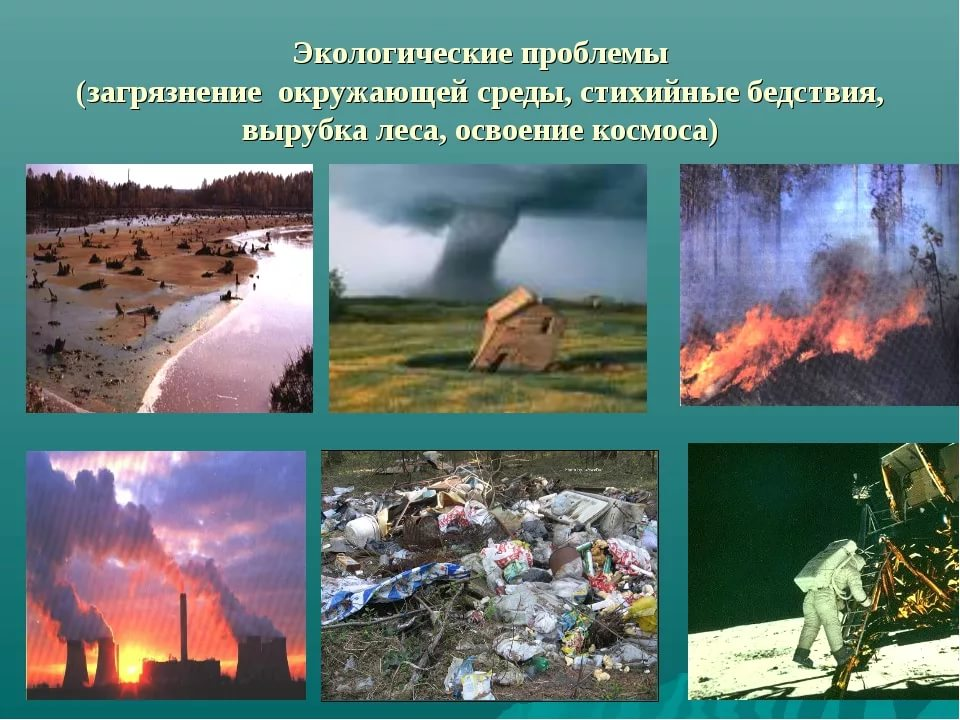 Экологические проблемы
(загрязнение окружающей среды, стихийные бедствия,
вырубка леса, освоение космоса)